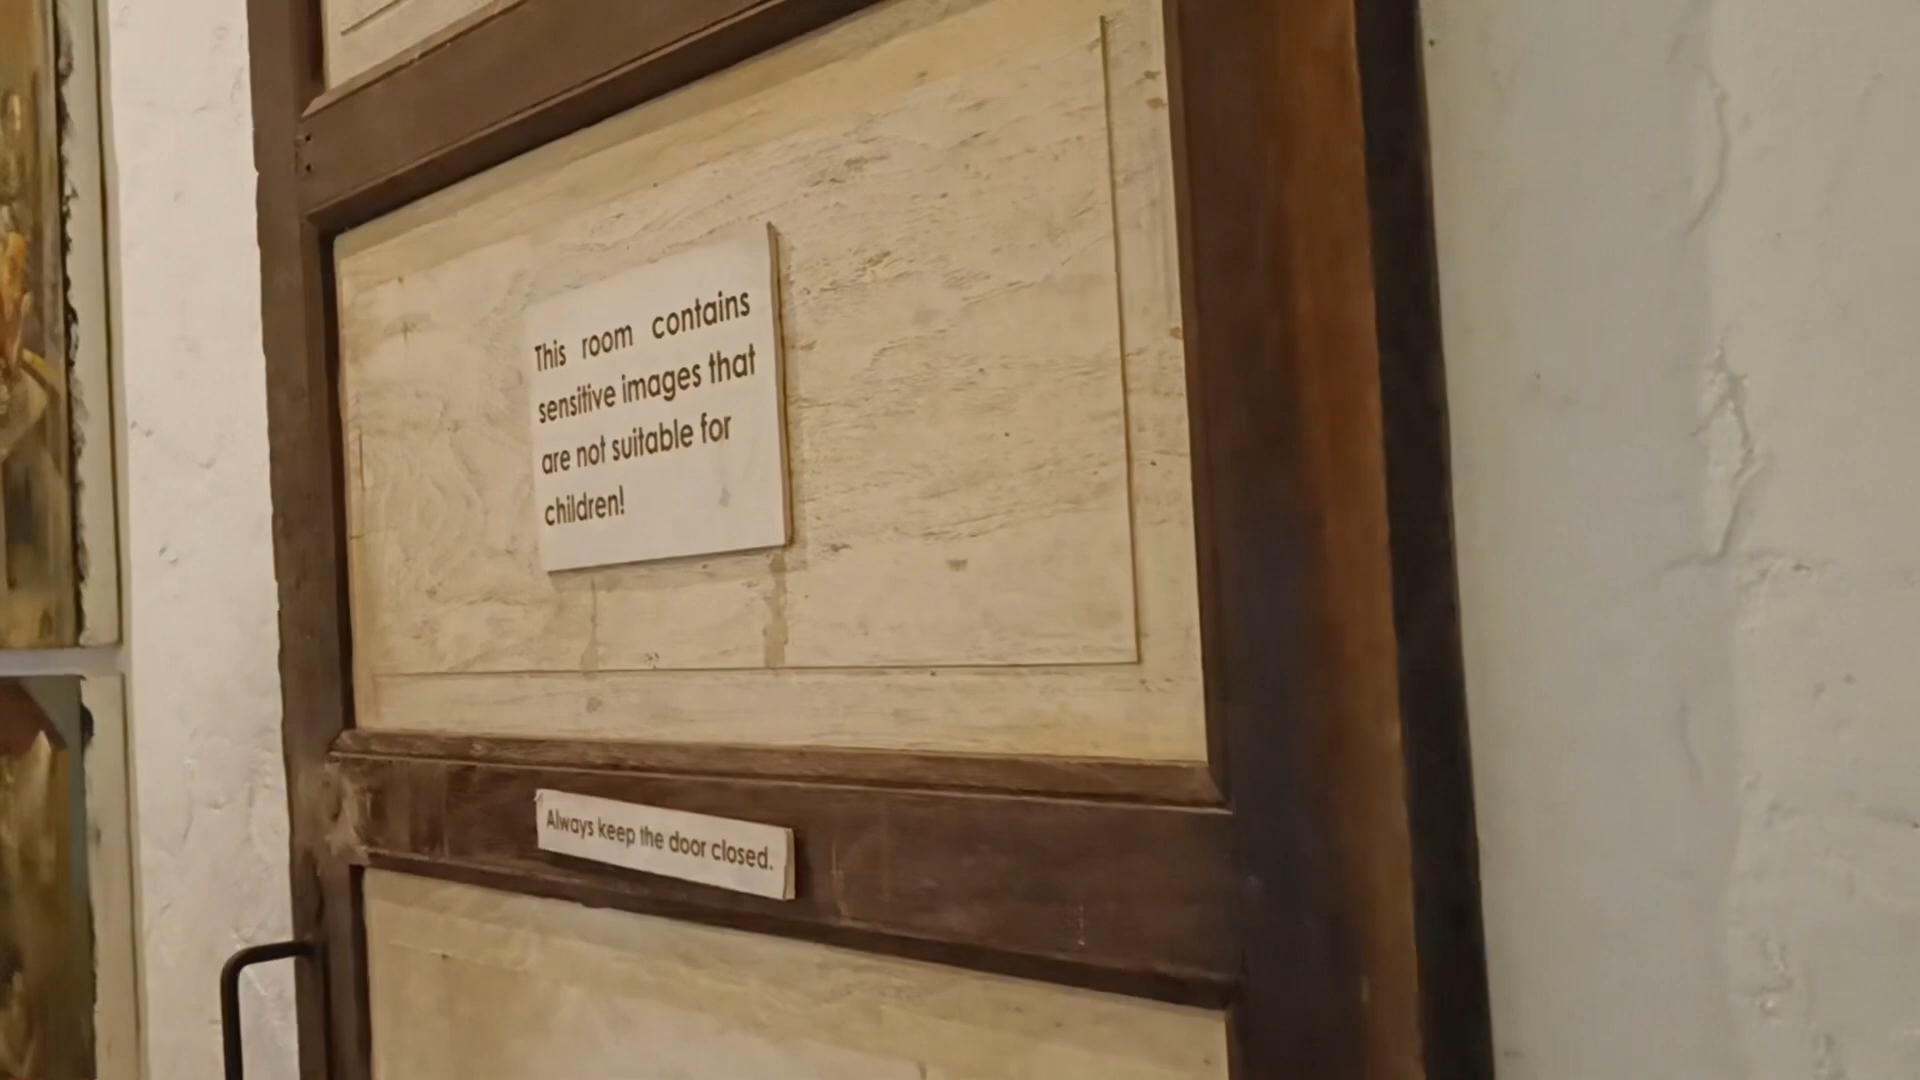 This room contains
sensitive images that
are not suitable for
children!
Always keep the door closed.